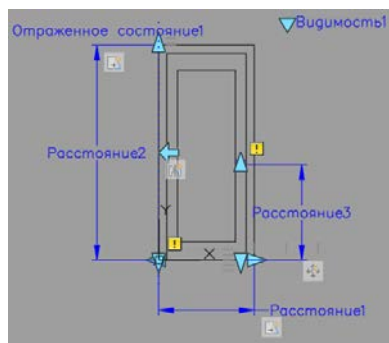 Отраженное состояние1
Видимость1
Расстояние2
Расстояние3
Y
X
Расстояние1